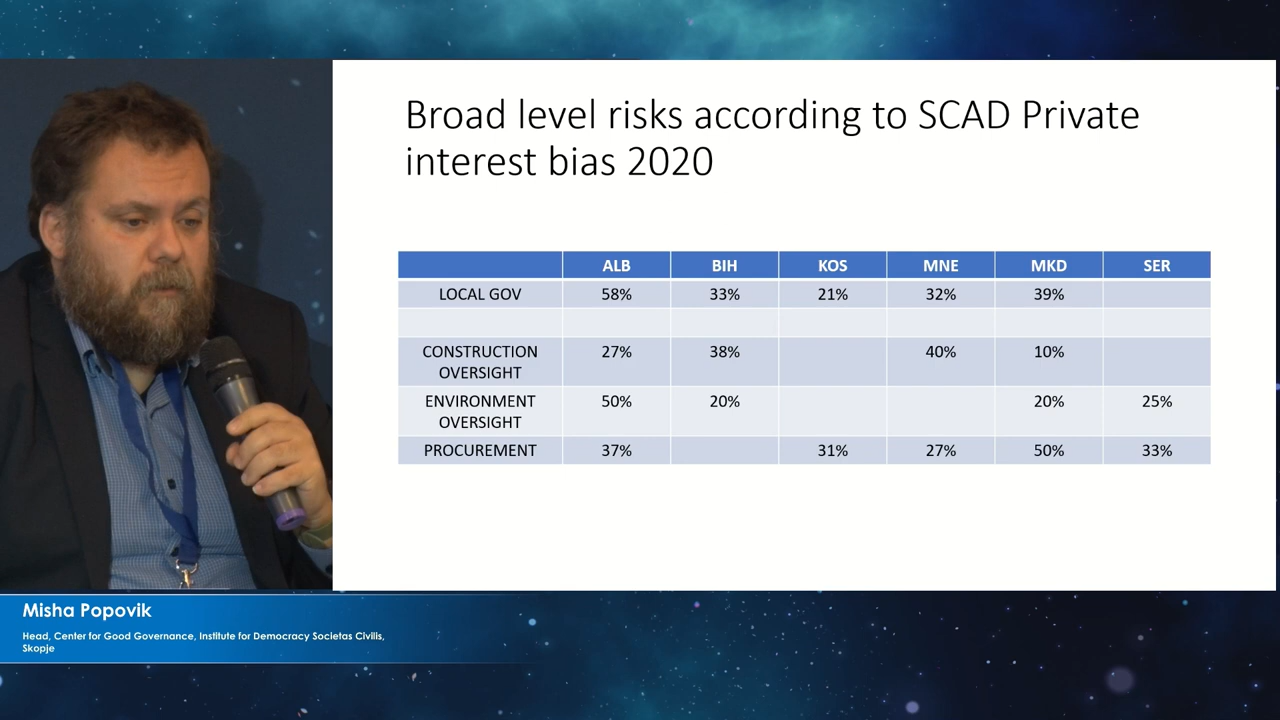 Broad level risks according to SCAD Private
interest bias 2020
ALB BIH KOS MNE MKD SER
LOCAL GOV 58% 33% 21% 32% 39%
CONSTRUCTION
OVERSIGHT 27% 38% 40% 10%
ENVIRONMENT
OVERSIGHT 50% 20% 20% 25%
PROCUREMENT 37% 31% 27% 50% 33%
Misha Popovik
Head, Center for Good Governance, Institute for Democracy Societas Civilis,
Skopje